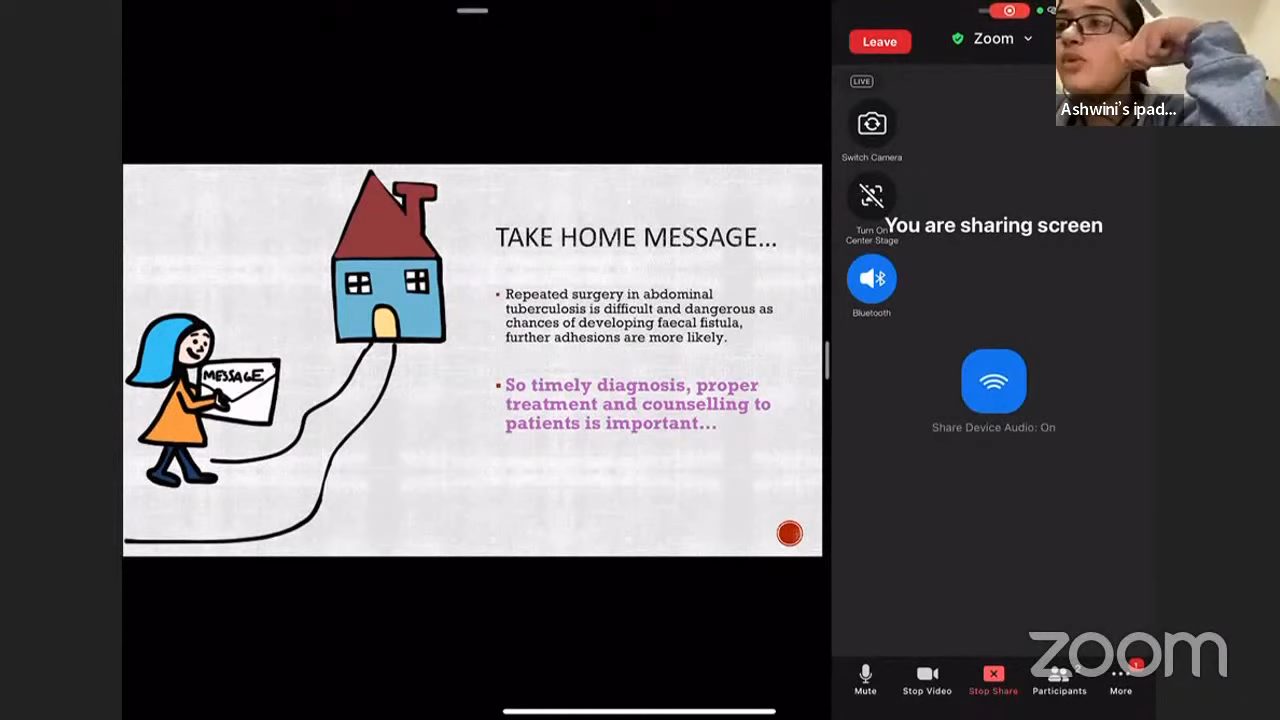 TAKE HOME MESSAGE...
▪ Repeated surgery in abdominal
tuberculosis is difficult and dangerous as
chances of developing faecal fistula,
further adhesions are more likely.
▪ So timely diagnosis, proper
treatment and counselling to
patients is important...
MESSAGE
Leave
Zoom
LIVE
Switch Camera
Turn On
Center Stage
You are sharing screen
Bluetooth
Share Device Audio: On
Ashwini's ipad...
zoom
Mute
Stop Video
Stop Share
Participants
2
More
1